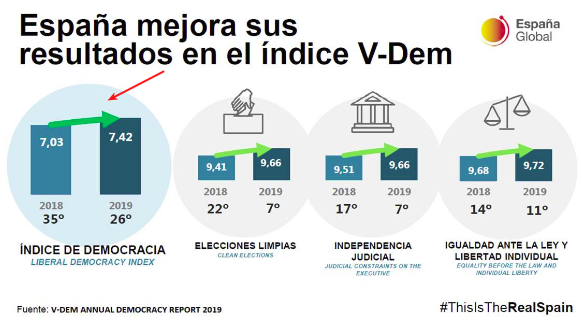 España mejora sus
resultados en el índice V-Dem
España
Global
7,03
7,42
2018
2019
35º
26º
ÍNDICE DE DEMOCRACIA
LIBERAL DEMOCRACY INDEX
9,41
9,66
2018
2019
22º
7º
ELECCIONES LIMPIAS
CLEAN ELECTIONS
9,51
9,66
2018
2019
17º
7º
INDEPENDENCIA
JUDICIAL
JUDICIAL CONSTRAINTS ON THE
EXECUTIVE
9,68
9,72
2018
2019
14º
11º
IGUALDAD ANTE LA LEY Y
LIBERTAD INDIVIDUAL
EQUALITY BEFORE THE LAW AND
INDIVIDUAL LIBERTY
Fuente: V-DEM ANNUAL DEMOCRACY REPORT 2019
#ThisIsTheRealSpain